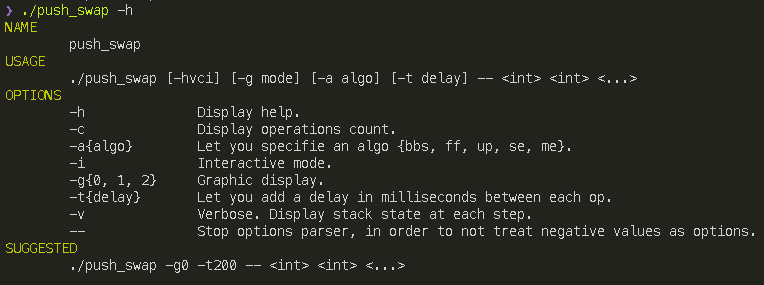 ❯ ./push_swap -h
NAME
push_swap
USAGE
./push_swap [-hvci] [-g mode] [-a algo] [-t delay] -- <int> <int> <...>
OPTIONS
-h Display help.
-c Display operations count.
-a{algo} Let you specifie an algo {bbs, ff, up, se, me}.
-i Interactive mode.
-g{0, 1, 2} Graphic display.
-t{delay} Let you add a delay in milliseconds between each op.
-v Verbose. Display stack state at each step.
-- Stop options parser, in order to not treat negative values as options.
SUGGESTED
./push_swap -g0 -t200 -- <int> <int> <...>